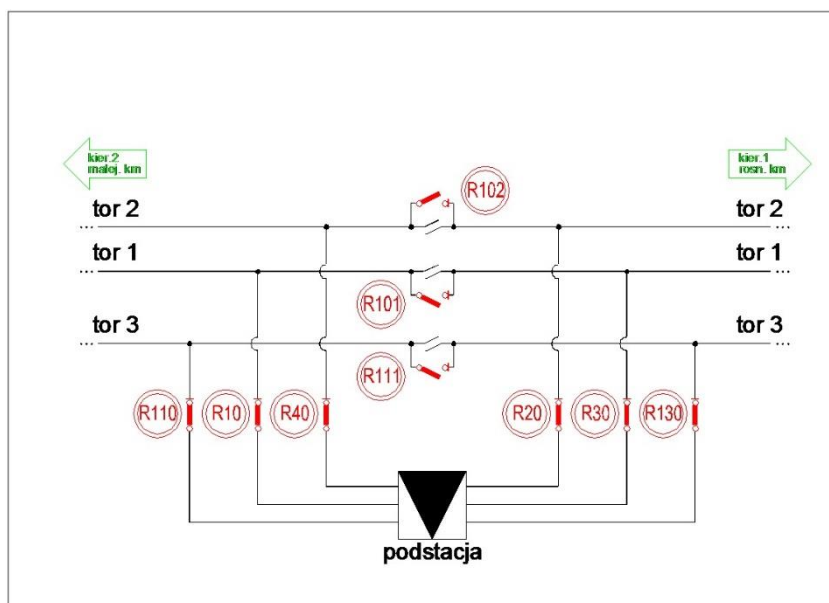 kier.2
malej. km
kier.1
rosn. km
R102
tor 2
tor 2
tor 1
tor 1
R101
tor 3
tor 3
R111
R110
R10
R40
R20
R30
R130
podstacja